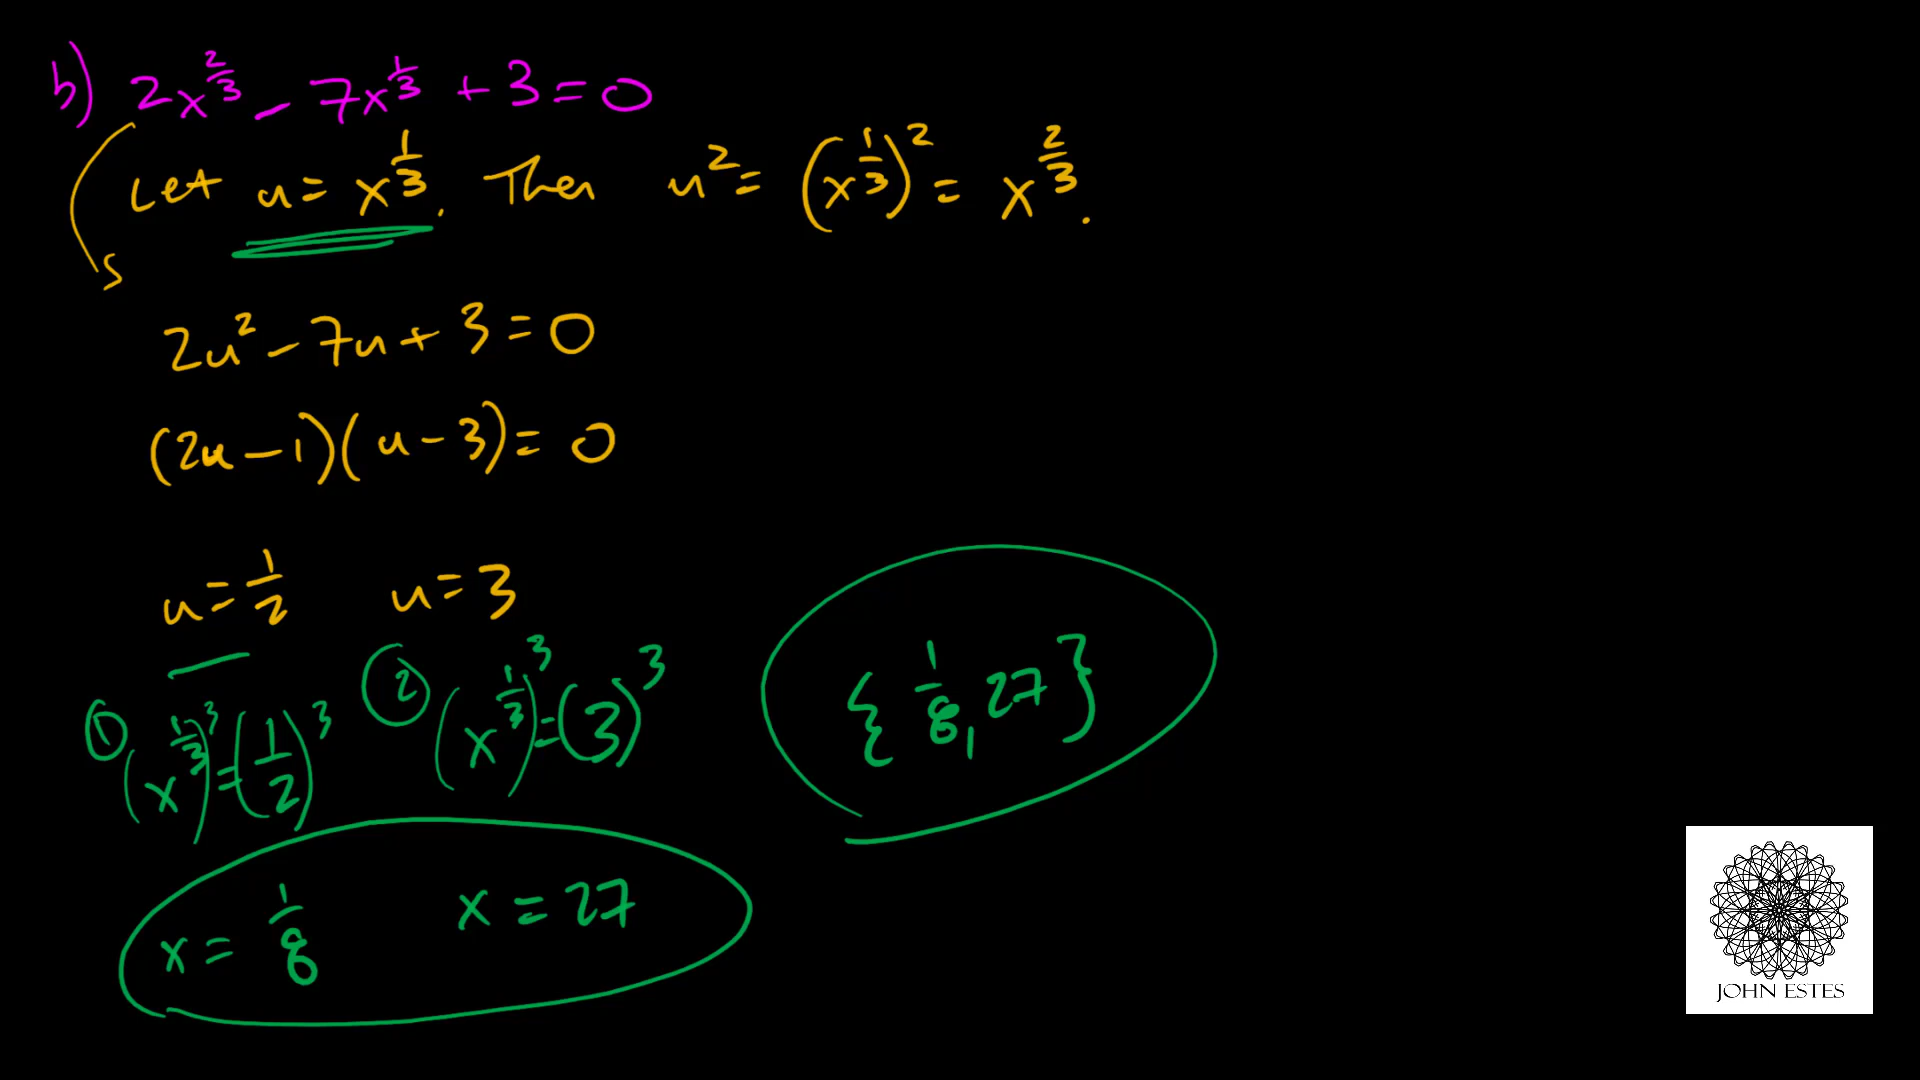 b) 2x^(2/3) - 7x^(1/3) + 3 = 0
Let u = x^(1/3). Then u² = (x^(1/3))² = x^(2/3).
2u² - 7u + 3 = 0
(2u - 1)(u - 3) = 0
u = 1/2 u = 3
① (x^(1/3))³ = (1/2)³ ② (x^(1/3))³ = (3)³
{1/8, 27}
x = 1/8 x = 27
JOHN ESTES